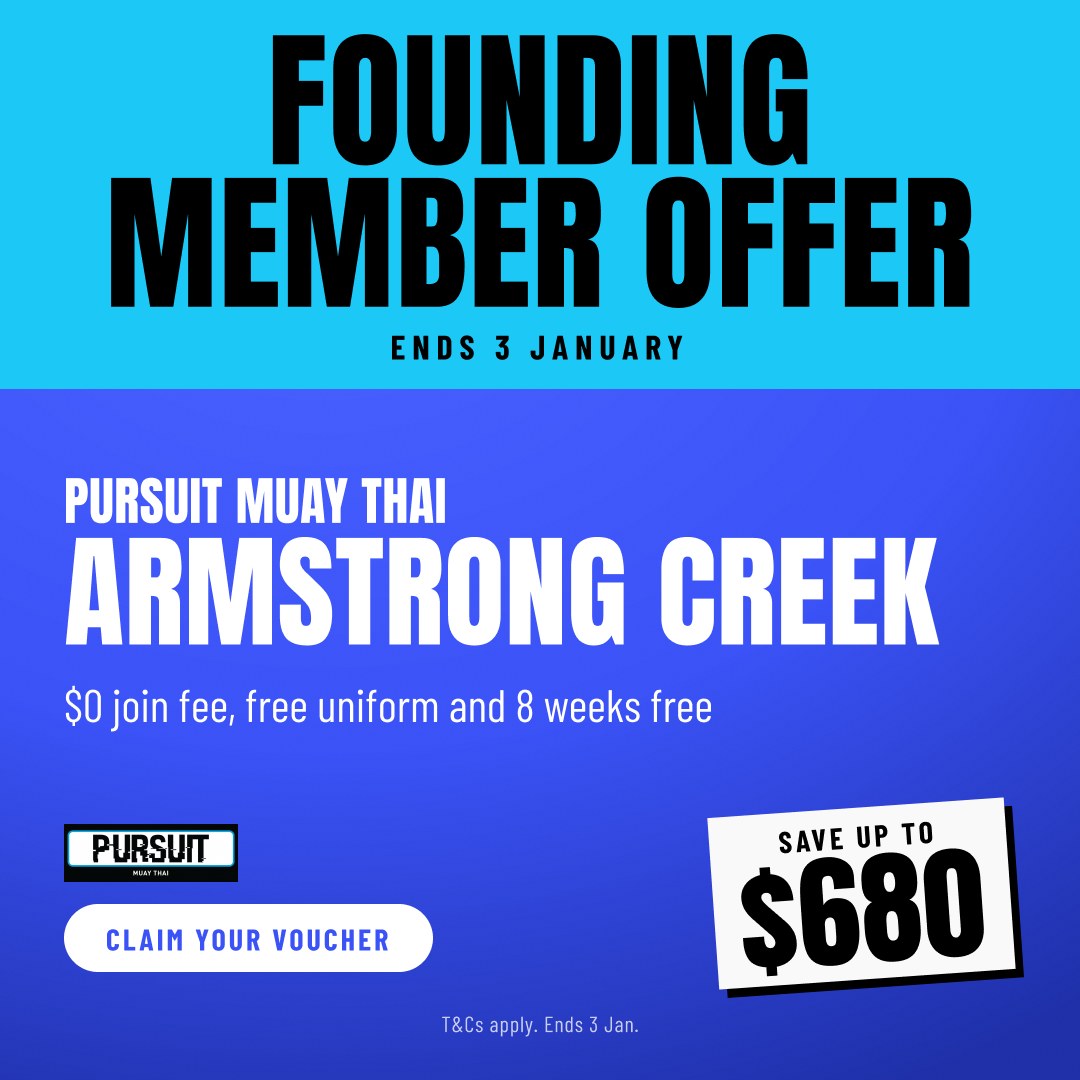 FOUNDING
MEMBER OFFER
ENDS 3 JANUARY
PURSUIT MUAY THAI
ARMSTRONG CREEK
$0 join fee, free uniform and 8 weeks free
PURSUIT
MUAY THAI
CLAIM YOUR VOUCHER
SAVE UP TO
$680
T&Cs apply. Ends 3 Jan.